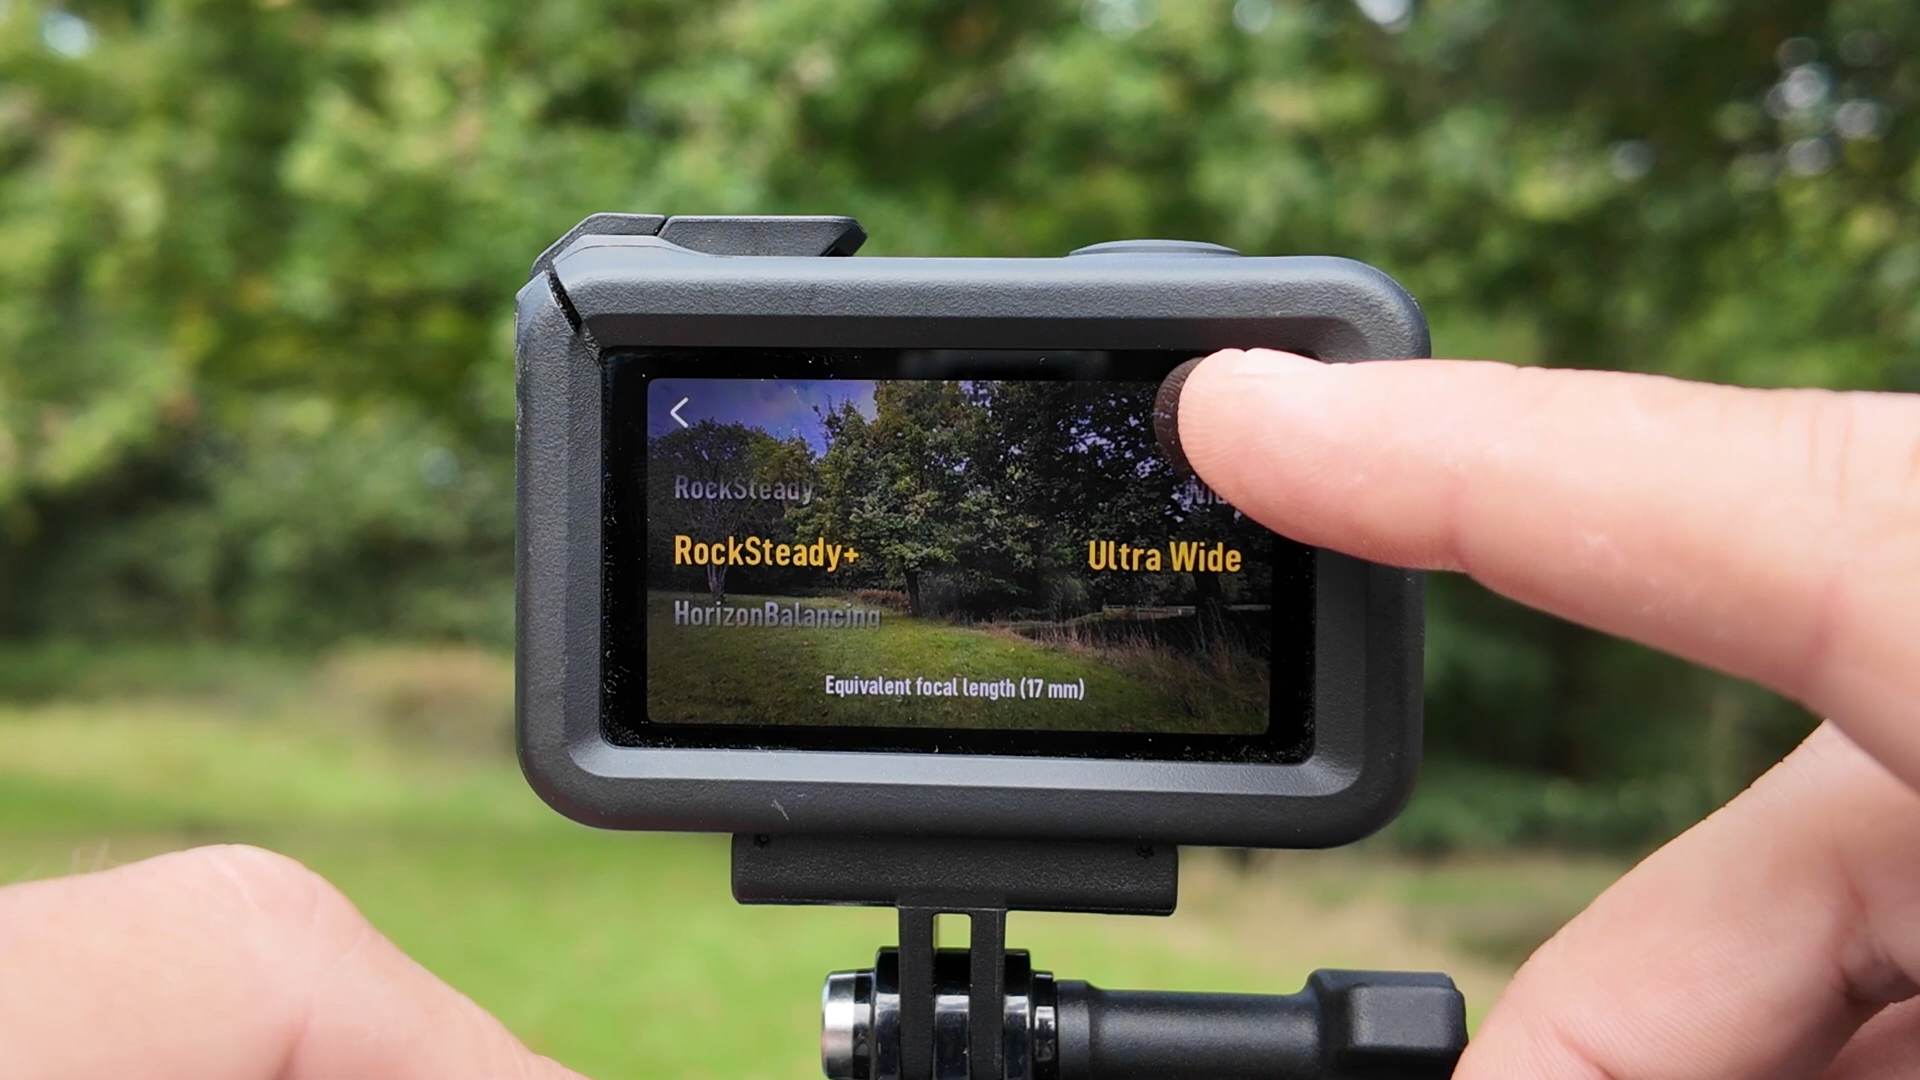 RockSteady
RockSteady+
Ultra Wide
HorizonBalancing
Equivalent focal length (17 mm)